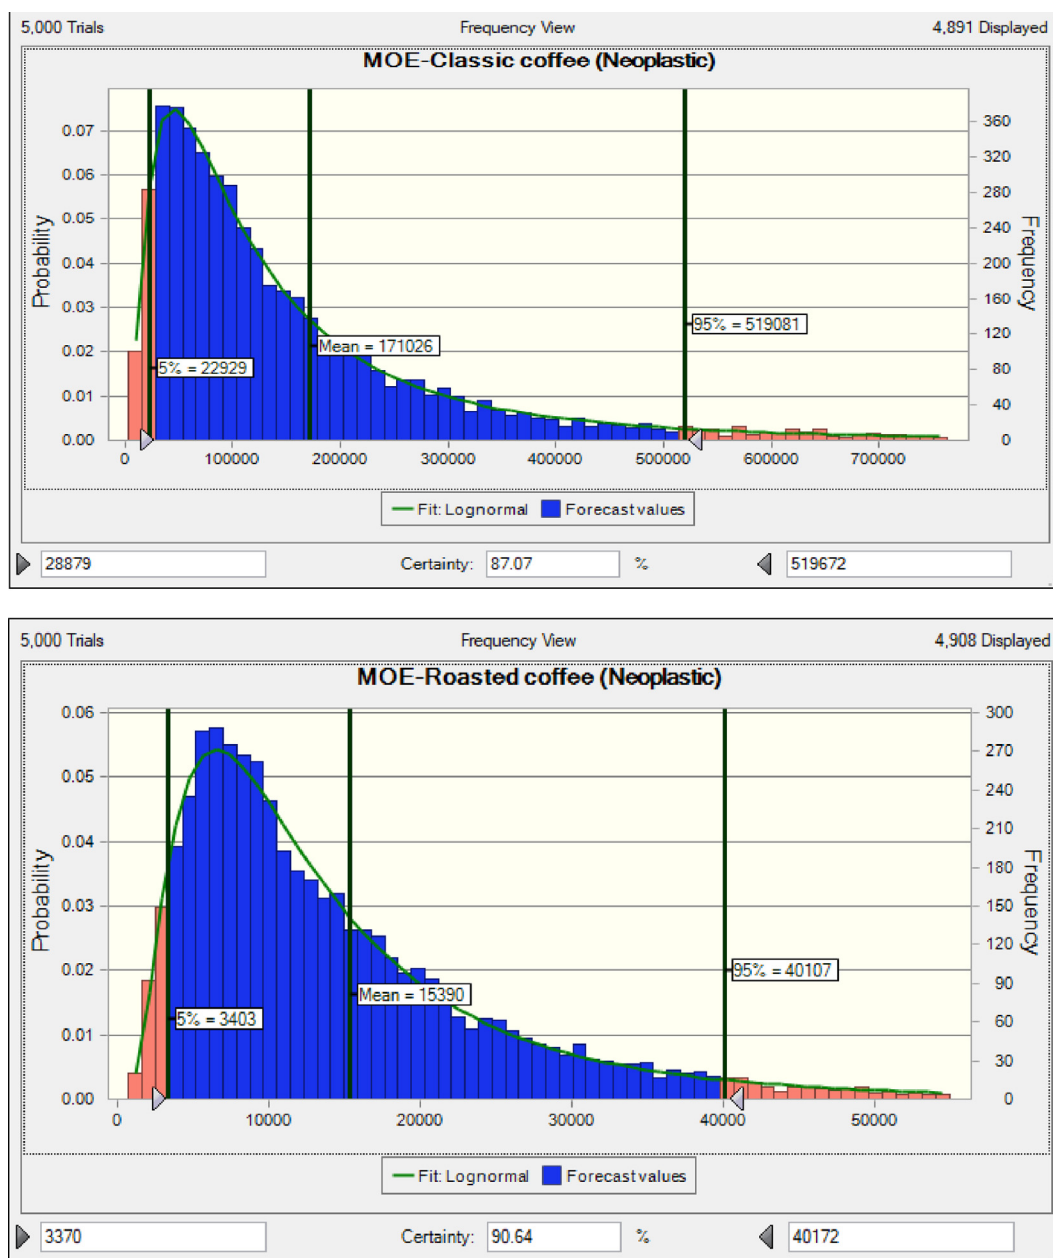 5,000 Trials Frequency View 4,891 Displayed
MOE-Classic coffee (Neoplastic)
Probability
Frequency
0.07
0.06
0.05
0.04
0.03
0.02
0.01
0.00
360
320
280
240
200
160
120
80
40
0
95% = 519081
Mean = 171026
5% = 22929
0 100000 200000 300000 400000 500000 600000 700000
Fit: Lognormal Forecast values
28879 Certainty: 87.07 % 519672
5,000 Trials Frequency View 4,908 Displayed
MOE-Roasted coffee (Neoplastic)
Probability
Frequency
0.06
0.05
0.04
0.03
0.02
0.01
0.00
300
270
240
210
180
150
120
90
60
30
0
95% = 40107
Mean = 15390
5% = 3403
0 10000 20000 30000 40000 50000
Fit: Lognormal Forecast values
3370 Certainty: 90.64 % 40172